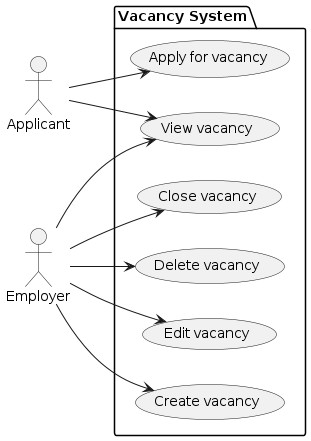 Vacancy System
Apply for vacancy
Applicant
View vacancy
Close vacancy
Employer
Delete vacancy
Edit vacancy
Create vacancy